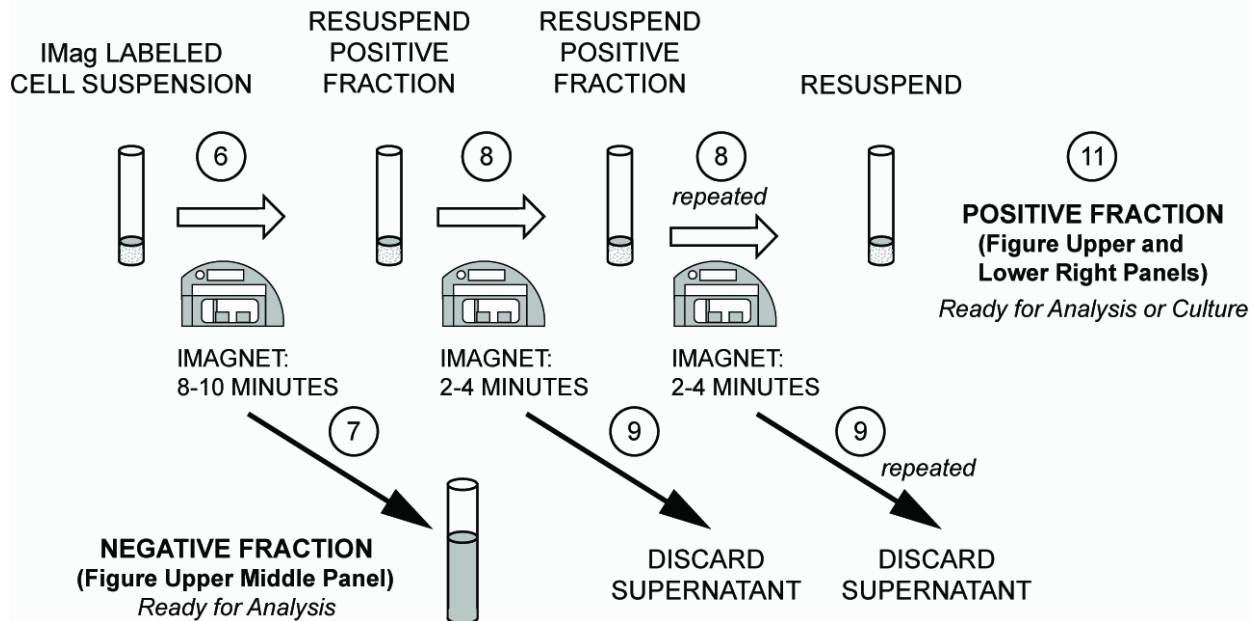 IMag LABELED
CELL SUSPENSION
RESUSPEND
POSITIVE
FRACTION
RESUSPEND
POSITIVE
FRACTION
RESUSPEND
6
8
8
repeated
11
POSITIVE FRACTION
(Figure Upper and
Lower Right Panels)
Ready for Analysis or Culture
IMAGNET:
8-10 MINUTES
IMAGNET:
2-4 MINUTES
IMAGNET:
2-4 MINUTES
7
9
9
repeated
NEGATIVE FRACTION
(Figure Upper Middle Panel)
Ready for Analysis
DISCARD
SUPERNATANT
DISCARD
SUPERNATANT